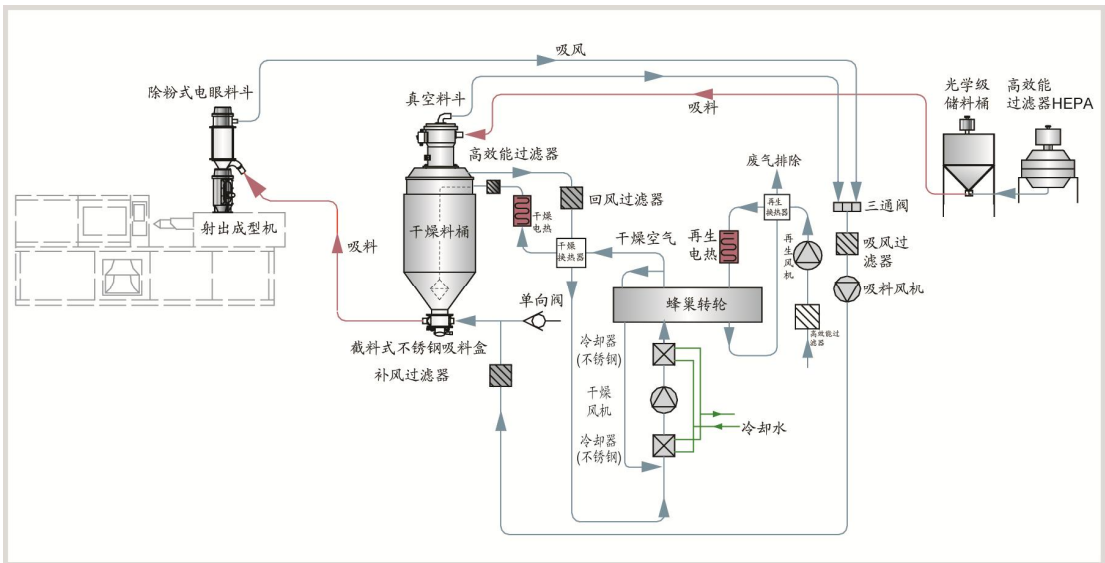 吸风
除粉式电眼料斗
真空料斗
吸料
光学级
储料桶
高效能
过滤器HEPA
高效能过滤器
废气排除
回风过滤器
再生
换热器
三通阀
干燥
电热
射出成型机
干燥料桶
吸料
干燥空气
干燥
换热器
再生
电热
再生风机
吸风过
滤器
吸料风机
蜂巢转轮
单向阀
高效能过
滤器
截料式不锈钢吸料盒
冷却器
(不锈钢)
补风过滤器
干燥
风机
冷却水
冷却器
(不锈钢)